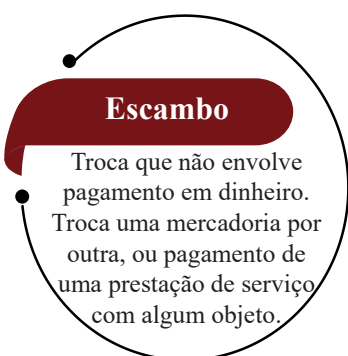 Escambo
Troca que não envolve
pagamento em dinheiro.
Troca uma mercadoria por
outra, ou pagamento de
uma prestação de serviço
com algum objeto.